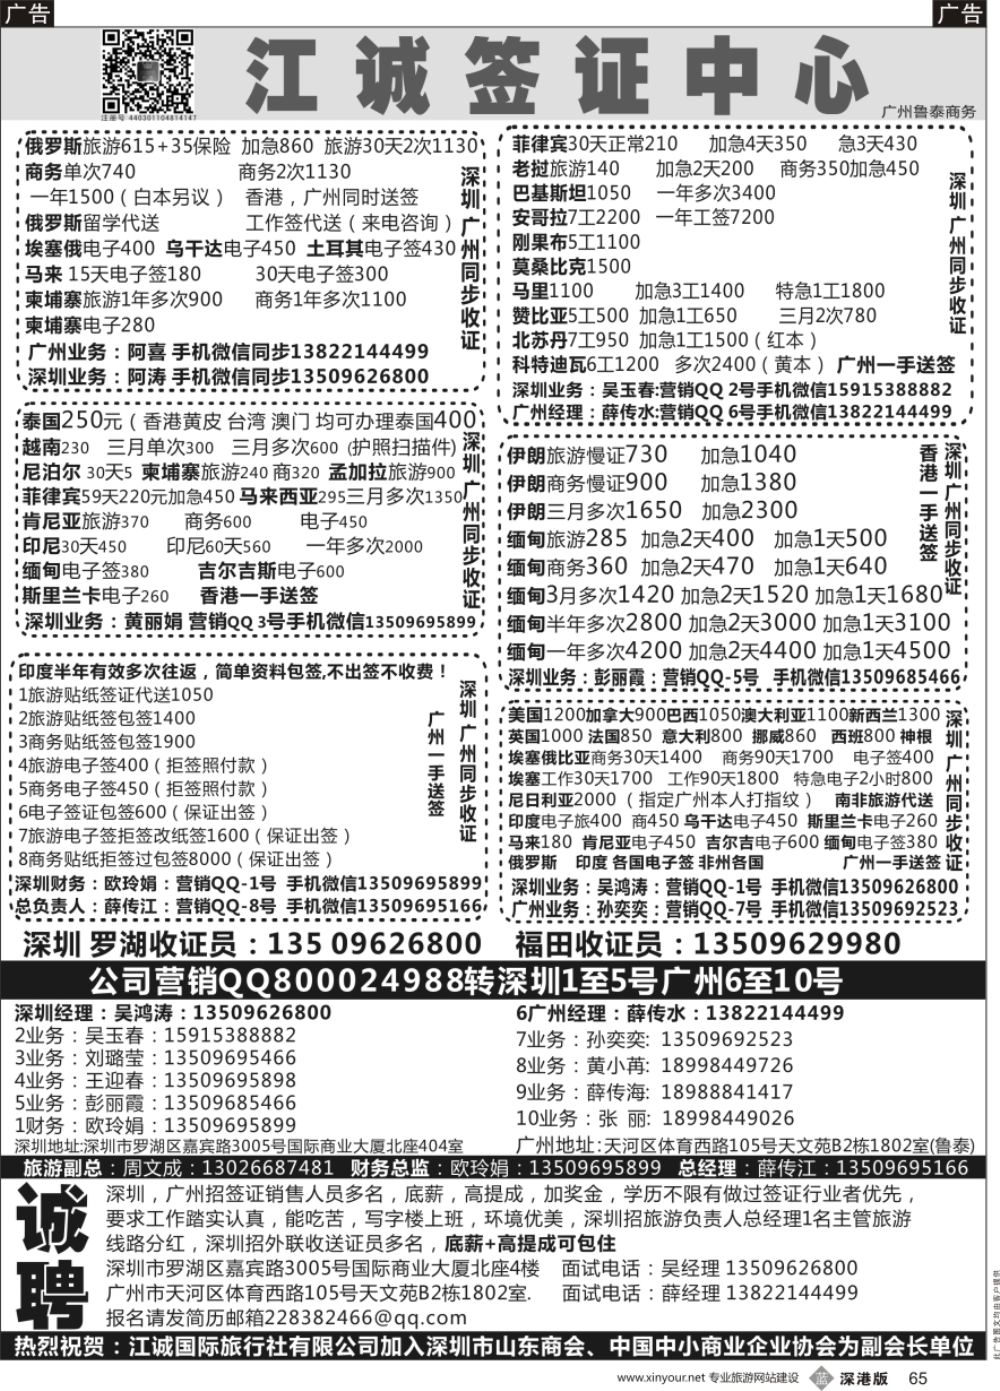 广告
广告
江诚签证中心
注册号 440301104814147
广州鲁泰商务
俄罗斯旅游615+35保险 加急860 旅游30天2次1130
商务单次740 商务2次1130
一年1500（白本另议） 香港，广州同时送签
俄罗斯留学代送 工作签代送（来电咨询）
埃塞俄电子400 乌干达电子450 土耳其电子签430
马来 15天电子签180 30天电子签300
柬埔寨旅游1年多次900 商务1年多次1100
柬埔寨电子280
广州业务：阿喜 手机微信同步13822144499
深圳业务：阿涛 手机微信同步13509626800
深圳 广州同步收证
菲律宾30天正常210 加急4天350 急3天430
老挝旅游140 加急2天200 商务350加急450
巴基斯坦1050 一年多次3400
安哥拉7工2200 一年工签7200
刚果布5工1100
莫桑比克1500
马里1100 加急3工1400 特急1工1800
赞比亚5工500 加急1工650 三月2次780
北苏丹7工950 加急1工1500（红本）
科特迪瓦6工1200 多次2400（黄本）广州一手送签
深圳业务：吴玉春:营销QQ 2号手机微信15915388882
广州经理：薛传水:营销QQ 6号手机微信13822144499
深圳 广州同步收证
泰国250元（香港黄皮 台湾 澳门 均可办理泰国400
越南230 三月单次300 三月多次600 (护照扫描件)
尼泊尔 30天5 柬埔寨旅游240 商320 孟加拉旅游900
菲律宾59天220元加急450 马来西亚295三月多次1350
肯尼亚旅游370 商务600 电子450
印尼30天450 印尼60天560 一年多次2000
缅甸电子签380 吉尔吉斯电子600
斯里兰卡电子260 香港一手送签
深圳业务：黄丽娟 营销QQ 3号手机微信13509695899
深圳 广州同步收证
伊朗旅游慢证730 加急1040
伊朗商务慢证900 加急1380
伊朗三月多次1650 加急2300
缅甸旅游285 加急2天400 加急1天500
缅甸商务360 加急2天470 加急1天640
缅甸3月多次1420 加急2天1520 加急1天1680
缅甸半年多次2800 加急2天3000 加急1天3100
缅甸一年多次4200 加急2天4400 加急1天4500
深圳业务：彭丽霞：营销QQ-5号 手机微信13509685466
香港一手送签
深圳 广州同步收证
印度半年有效多次往返，简单资料包签,不出签不收费！
1旅游贴纸签证代送1050
2旅游贴纸签包签1400
3商务贴纸签包签1900
4旅游电子签400（拒签照付款）
5商务电子签450（拒签照付款）
6电子签证包签600（保证出签）
7旅游电子签拒签改纸签1600（保证出签）
8商务贴纸拒签过包签8000（保证出签）
深圳财务：欧玲娟：营销QQ-1号 手机微信13509695899
总负责人：薛传江：营销QQ-8号 手机微信13509695166
广州一手送签
深圳 广州同步收证
美国1200加拿大900巴西1050澳大利亚1100新西兰1300
英国1000 法国850 意大利800 挪威860 西班800 神根
埃塞俄比亚商务30天1400 商务90天1700 电子签400
埃塞工作30天1700 工作90天1800 特急电子2小时800
尼日利亚2000（指定广州本人打指纹） 南非旅游代送
印度电子旅400 商450 乌干达电子450 斯里兰卡电子260
马来180 肯尼亚电子450 吉尔吉电子600 缅甸电子签380
俄罗斯 印度 各国电子签 非州各国 广州一手送签
深圳业务：吴鸿涛：营销QQ-1号 手机微信13509626800
广州业务：孙奕奕：营销QQ-7号 手机微信13509692523
深圳 广州同步收证
深圳 罗湖收证员：135 09626800 福田收证员：13509629980
公司营销QQ800024988转深圳1至5号广州6至10号
深圳经理：吴鸿涛：13509626800
2业务：吴玉春：15915388882
3业务：刘璐莹：13509695466
4业务：王迎春：13509695898
5业务：彭丽霞：13509685466
1财务：欧玲娟：13509695899
深圳地址:深圳市罗湖区嘉宾路3005号国际商业大厦北座404室
6广州经理：薛传水：13822144499
7业务：孙奕奕: 13509692523
8业务：黄小苒: 18998449726
9业务：薛传海: 18988841417
10业务：张 丽: 18998449026
广州地址:天河区体育西路105号天文苑B2栋1802室(鲁泰)
旅游副总：周文成：13026687481 财务总监：欧玲娟：13509695899 总经理：薛传江：13509695166
诚聘
深圳，广州招签证销售人员多名，底薪，高提成，加奖金，学历不限有做过签证行业者优先，
要求工作踏实认真，能吃苦，写字楼上班，环境优美，深圳招旅游负责人总经理1名主管旅游
线路分红，深圳招外联收送证员多名，底薪+高提成可包住
深圳市罗湖区嘉宾路3005号国际商业大厦北座4楼 面试电话：吴经理 13509626800
广州市天河区体育西路105号天文苑B2栋1802室. 面试电话：薛经理 13822144499
报名请发简历邮箱228382466@qq.com
热烈祝贺：江诚国际旅行社有限公司加入深圳市山东商会、中国中小商业企业协会为副会长单位
此广告图文均由客户提供
www.xinyour.net 专业旅游网站建设 蓝 深港版 65